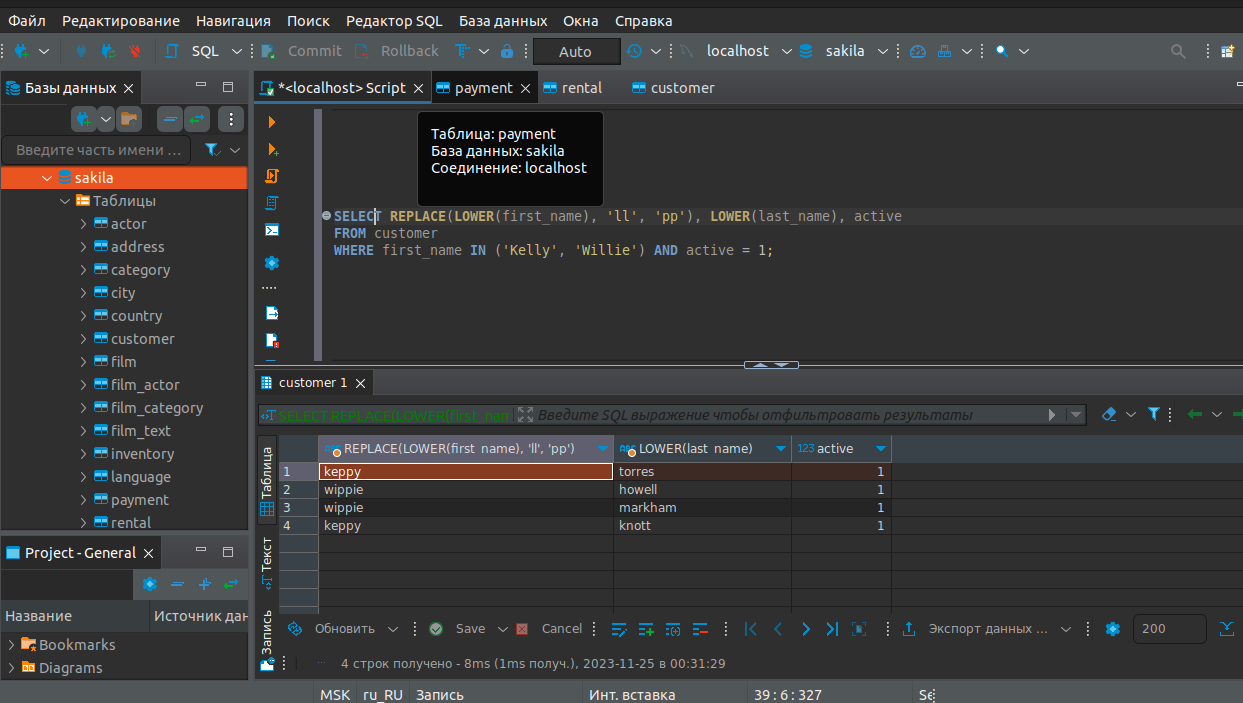 Файл Редактирование Навигация Поиск Редактор SQL База данных Окна Справка
SQL Commit Rollback Auto localhost sakila
Базы данных
*<localhost> Script payment rental customer
Введите часть имени ...
Таблица: payment
База данных: sakila
Соединение: localhost
sakila
Таблицы
actor
address
category
city
country
customer
film
film_actor
film_category
film_text
inventory
language
payment
rental
SELECT REPLACE(LOWER(first_name), 'll', 'pp'), LOWER(last_name), active
FROM customer
WHERE first_name IN ('Kelly', 'Willie') AND active = 1;
customer 1
SELECT REPLACE(LOWER(first_nam Введите SQL выражение чтобы отфильтровать результаты
Таблица
Текст
Запись
REPLACE(LOWER(first_name), 'll', 'pp') LOWER(last_name) 123 active
1 keppy torres 1
2 wippie howell 1
3 wippie markham 1
4 keppy knott 1
Project - General
Название Источник дан
Bookmarks
Diagrams
Обновить Save Cancel Экспорт данных ... 200
4 строк получено - 8ms (1ms получ.), 2023-11-25 в 00:31:29
MSK ru_RU Запись Инт. вставка 39:6:327 Se